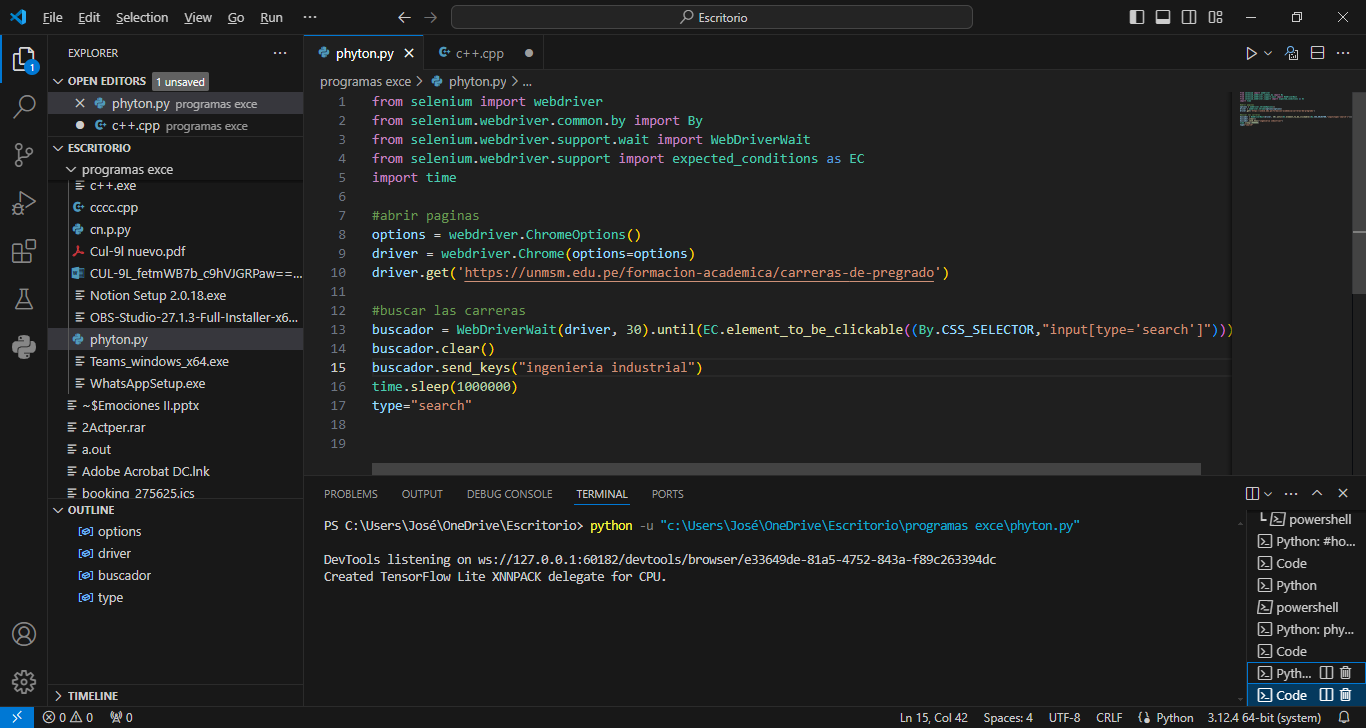 File Edit Selection View Go Run ··· Escritorio
EXPLORER ···
OPEN EDITORS 1 unsaved
phyton.py programas exce
c++.cpp programas exce
ESCRITORIO
programas exce
c++.exe
cccc.cpp
cn.p.py
Cul-9l nuevo.pdf
CUL-9L_fetmWB7b_c9hVJGRPaw==...
Notion Setup 2.0.18.exe
OBS-Studio-27.1.3-Full-Installer-x6...
phyton.py
Teams_windows_x64.exe
WhatsAppSetup.exe
~$Emociones II.pptx
2Actper.rar
a.out
Adobe Acrobat DC.lnk
booking_275625.ics
OUTLINE
options
driver
buscador
type
TIMELINE
phyton.py c++.cpp
programas exce > phyton.py > ...
1 from selenium import webdriver
2 from selenium.webdriver.common.by import By
3 from selenium.webdriver.support.wait import WebDriverWait
4 from selenium.webdriver.support import expected_conditions as EC
5 import time
6
7 #abrir paginas
8 options = webdriver.ChromeOptions()
9 driver = webdriver.Chrome(options=options)
10 driver.get('https://unmsm.edu.pe/formacion-academica/carreras-de-pregrado')
11
12 #buscar las carreras
13 buscador = WebDriverWait(driver, 30).until(EC.element_to_be_clickable((By.CSS_SELECTOR,"input[type='search']")))
14 buscador.clear()
15 buscador.send_keys("ingenieria industrial")
16 time.sleep(1000000)
17 type="search"
18
19
PROBLEMS OUTPUT DEBUG CONSOLE TERMINAL PORTS
PS C:\Users\José\OneDrive\Escritorio> python -u "c:\Users\José\OneDrive\Escritorio\programas exce\phyton.py"
DevTools listening on ws://127.0.0.1:60182/devtools/browser/e33649de-81a5-4752-843a-f89c263394dc
Created TensorFlow Lite XNNPACK delegate for CPU.
powershell
Python: #ho...
Code
Python
powershell
Python: phy...
Code
Pyth...
Code
1
0 0 0 Ln 15, Col 42 Spaces: 4 UTF-8 CRLF Python 3.12.4 64-bit (system)